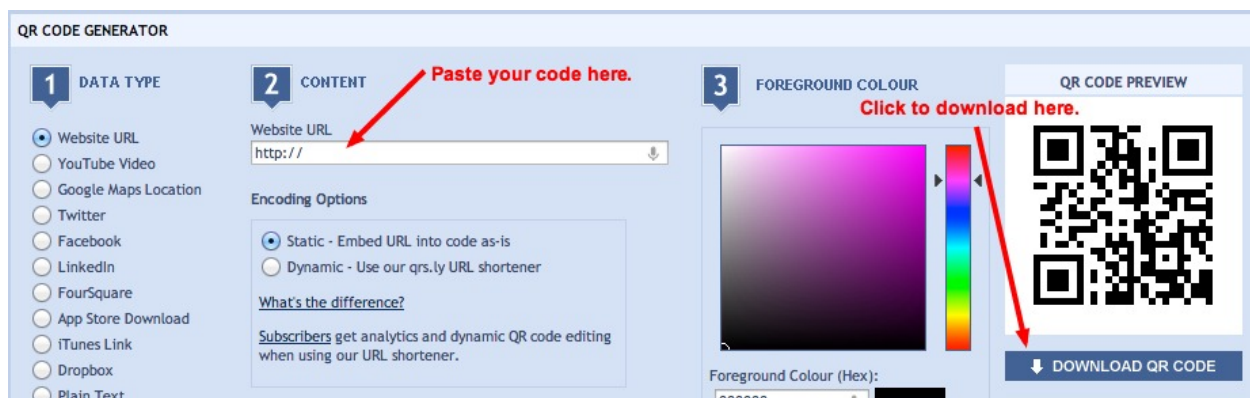 QR CODE GENERATOR
1 DATA TYPE
Website URL
YouTube Video
Google Maps Location
Twitter
Facebook
LinkedIn
FourSquare
App Store Download
iTunes Link
Dropbox
Plain Text
2 CONTENT
Paste your code here.
Website URL
http://
Encoding Options
Static - Embed URL into code as-is
Dynamic - Use our qrs.ly URL shortener
What's the difference?
Subscribers get analytics and dynamic QR code editing
when using our URL shortener.
3 FOREGROUND COLOUR
Click to download here.
Foreground Colour (Hex):
000000
QR CODE PREVIEW
DOWNLOAD QR CODE